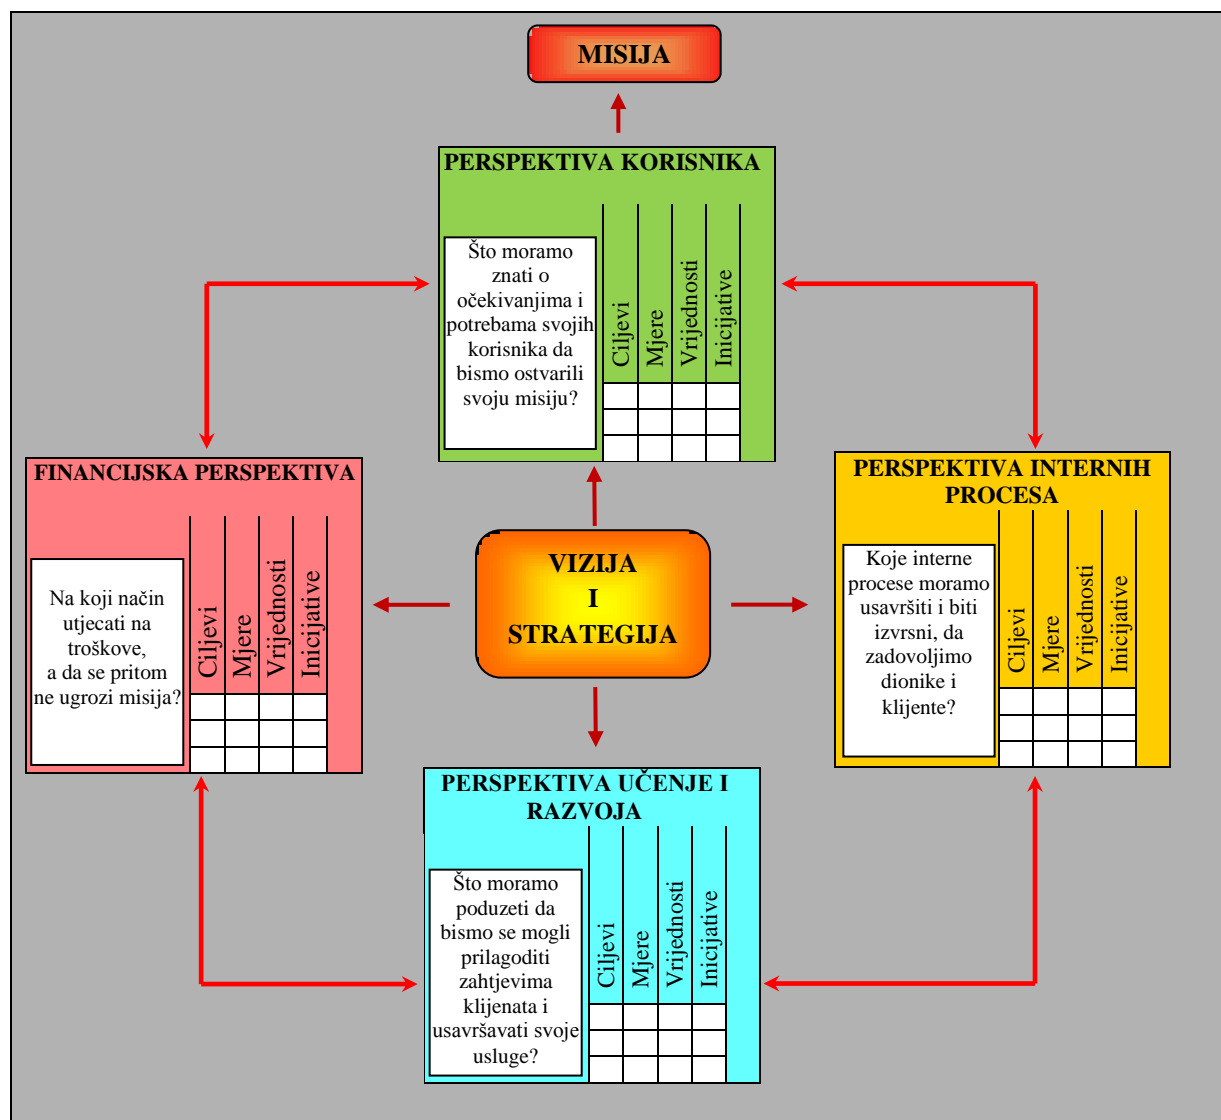 MISIJA
PERSPEKTIVA KORISNIKA
Što moramo
znati o
očekivanjima i
potrebama svojih
korisnika da
bismo ostvarili
svoju misiju?
Ciljevi
Mjere
Vrijednosti
Inicijative
FINANCIJSKA PERSPEKTIVA
Na koji način
utjecati na
troškove,
a da se pritom
ne ugrozi misija?
Ciljevi
Mjere
Vrijednosti
Inicijative
VIZIJA
I
STRATEGIJA
PERSPEKTIVA INTERNIH
PROCESA
Koje interne
procese moramo
usavršiti i biti
izvrsni, da
zadovoljimo
dionike i
klijente?
Ciljevi
Mjere
Vrijednosti
Inicijative
PERSPEKTIVA UČENJE I
RAZVOJA
Što moramo
poduzeti da
bismo se mogli
prilagoditi
zahtjevima
klijenata i
usavršavati svoje
usluge?
Ciljevi
Mjere
Vrijednosti
Inicijative